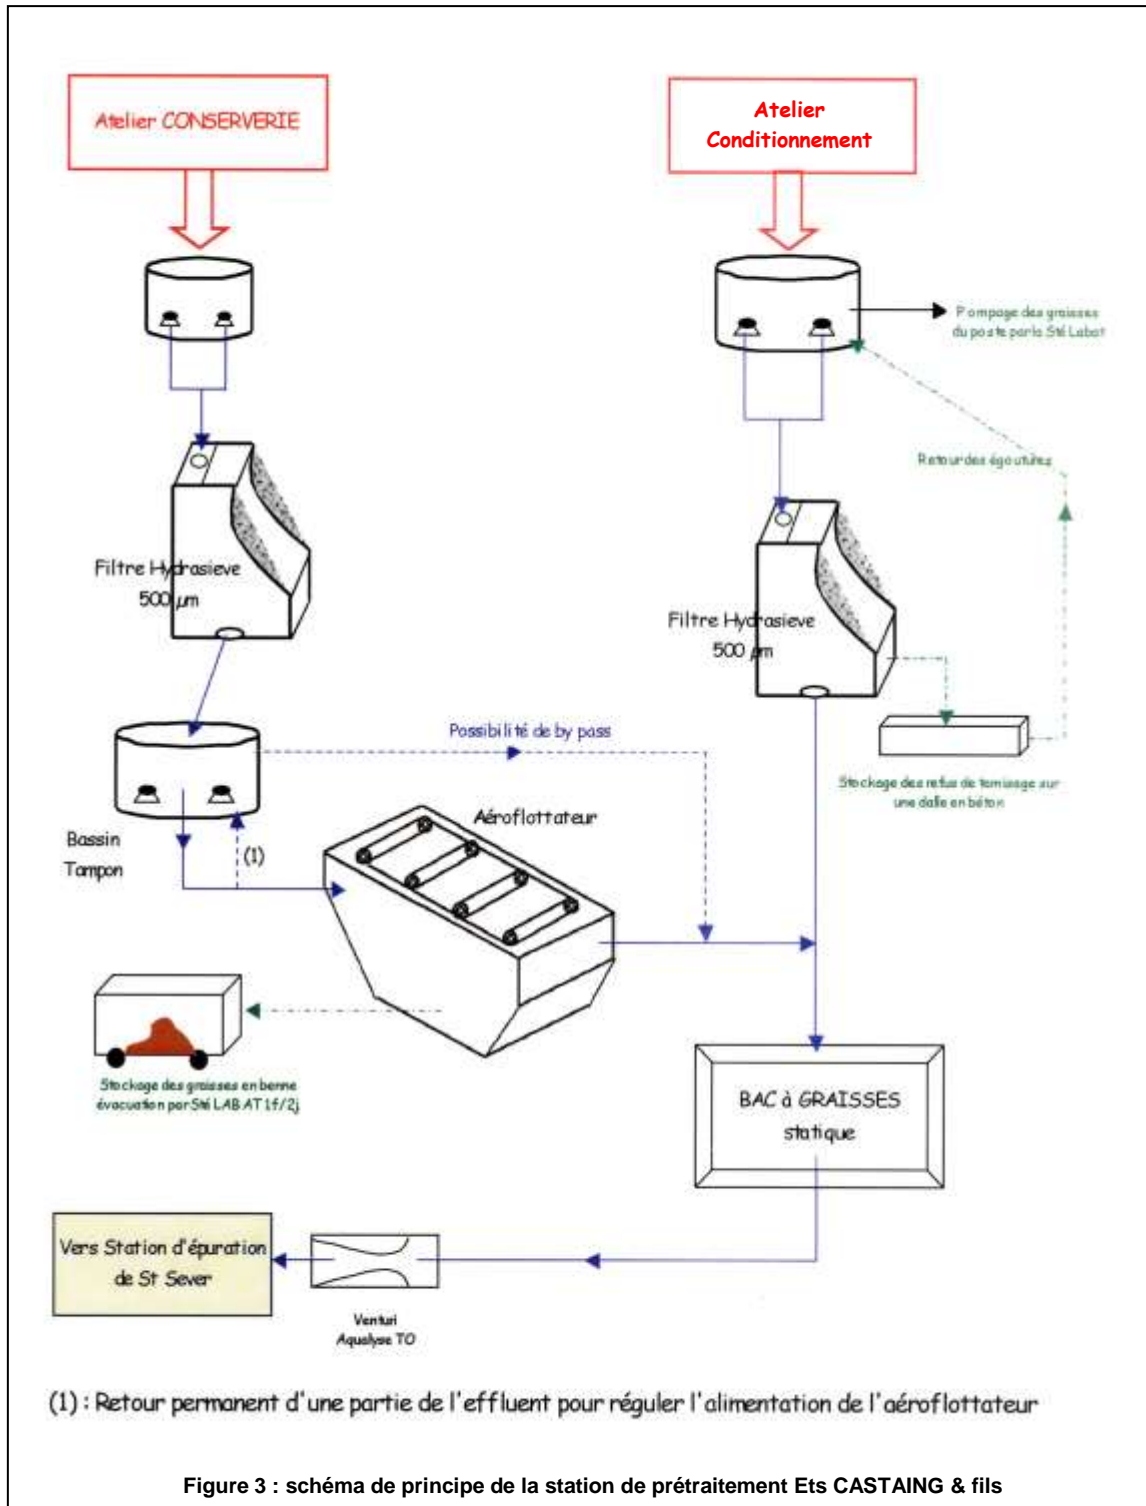 Atelier CONSERVERIE
Atelier
Conditionnement
Pompage des graisses
du poste par la Sté Labat
Retour des égoutures
Filtre Hydrasieve
500 µm
Filtre Hydrasieve
500 µm
Possibilité de by pass
Stockage des refus de tamisage sur
une dalle en béton
Aéroflottateur
Bassin
Tampon
(1)
Stockage des graisses en benne
évacuation par Sté LABAT 1f/2j
BAC à GRAISSES
statique
Vers Station d'épuration
de St Sever
Venturi
Aqualyse TO
(1) : Retour permanent d'une partie de l'effluent pour réguler l'alimentation de l'aéroflottateur
Figure 3 : schéma de principe de la station de prétraitement Ets CASTAING & fils